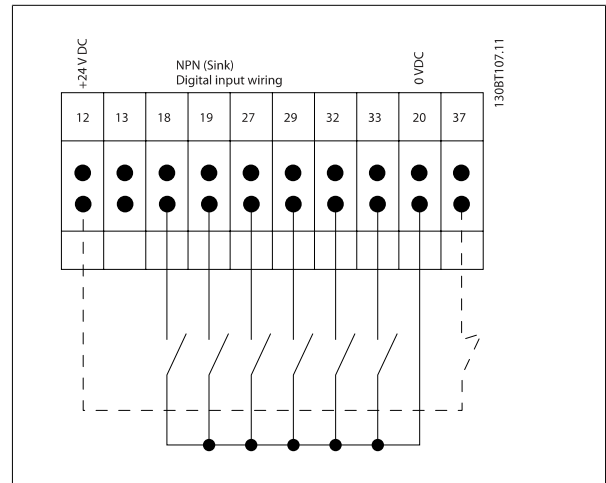 +24 V DC
NPN (Sink)
Digital input wiring
0 VDC
130BT107.11
12 13 18 19 27 29 32 33 20 37